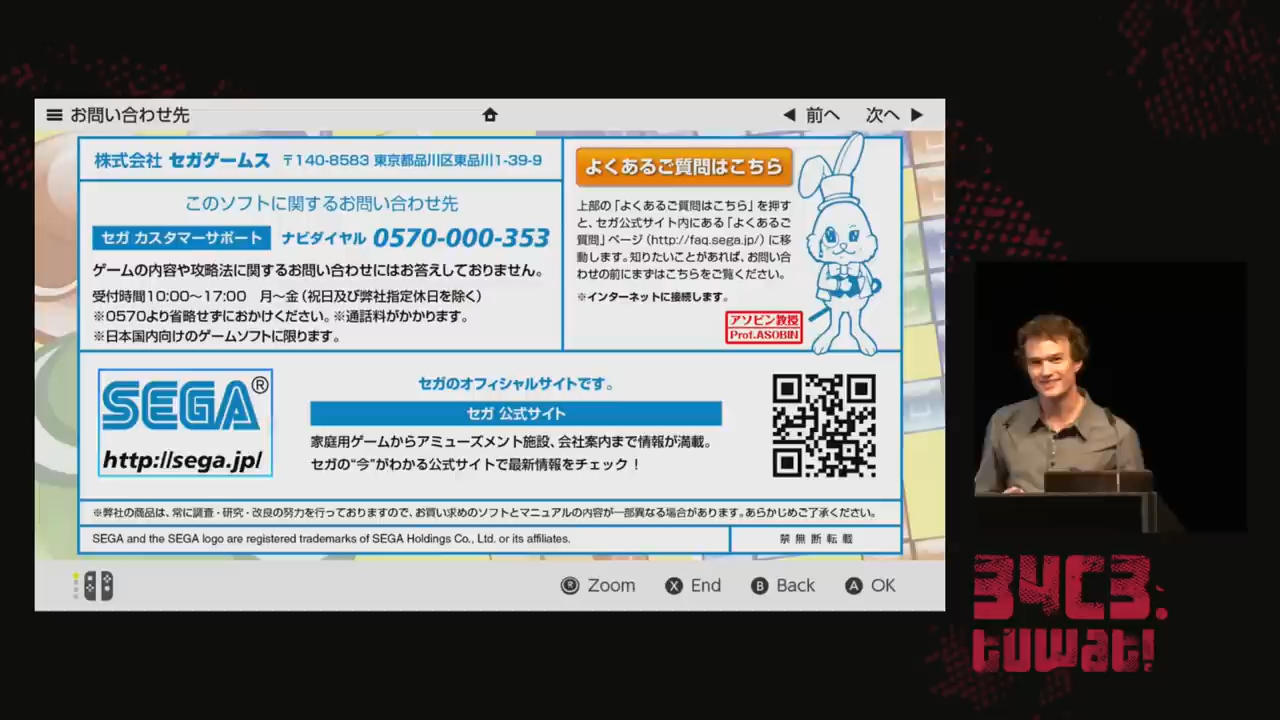 お問い合わせ先
前へ
次へ
株式会社 セガゲームス 〒140-8583 東京都品川区東品川1-39-9
このソフトに関するお問い合わせ先
セガ カスタマーサポート ナビダイヤル 0570-000-353
ゲームの内容や攻略法に関するお問い合わせにはお答えしておりません。
受付時間10:00～17:00 月～金（祝日及び弊社指定休日を除く）
※0570より省略せずにおかけください。※通話料がかかります。
※日本国内向けのゲームソフトに限ります。
よくあるご質問はこちら
上部の「よくあるご質問はこちら」を押す
と、セガ公式サイト内にある「よくあるご
質問」ページ（http://faq.sega.jp/）に移
動します。知りたいことがあれば、お問い合
わせの前にまずはこちらをご覧ください。
※インターネットに接続します。
アソビン教授
Prof.ASOBIN
SEGA®
http://sega.jp/
セガのオフィシャルサイトです。
セガ 公式サイト
家庭用ゲームからアミューズメント施設、会社案内まで情報が満載。
セガの“今”がわかる公式サイトで最新情報をチェック！
※弊社の商品は、常に調査・研究・改良の努力を行っておりますので、お買い求めのソフトとマニュアルの内容が一部異なる場合があります。あらかじめご了承ください。
SEGA and the SEGA logo are registered trademarks of SEGA Holdings Co., Ltd. or its affiliates.
禁無断転載
R Zoom
X End
B Back
A OK
34C3.
tuwat!